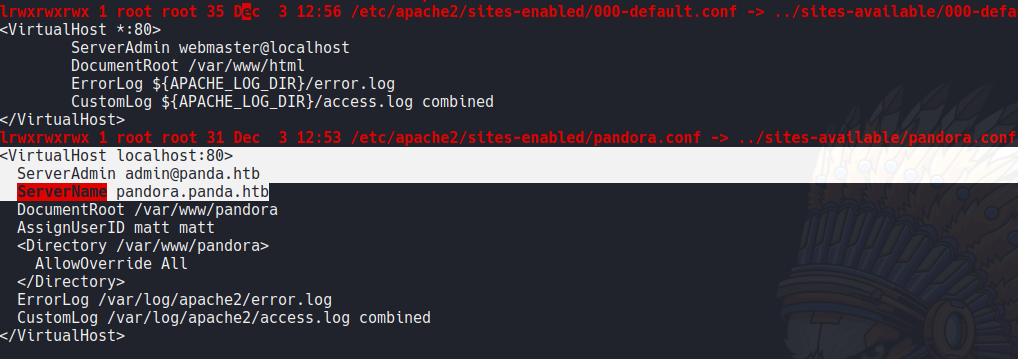 lrwxrwxrwx 1 root root 35 Dec  3 12:56 /etc/apache2/sites-enabled/000-default.conf -> ../sites-available/000-defa
<VirtualHost *:80>
        ServerAdmin webmaster@localhost
        DocumentRoot /var/www/html
        ErrorLog ${APACHE_LOG_DIR}/error.log
        CustomLog ${APACHE_LOG_DIR}/access.log combined
</VirtualHost>
lrwxrwxrwx 1 root root 31 Dec  3 12:53 /etc/apache2/sites-enabled/pandora.conf -> ../sites-available/pandora.conf
<VirtualHost localhost:80>
  ServerAdmin admin@panda.htb
  ServerName pandora.panda.htb
  DocumentRoot /var/www/pandora
  AssignUserID matt matt
  <Directory /var/www/pandora>
    AllowOverride All
  </Directory>
  ErrorLog /var/log/apache2/error.log
  CustomLog /var/log/apache2/access.log combined
</VirtualHost>